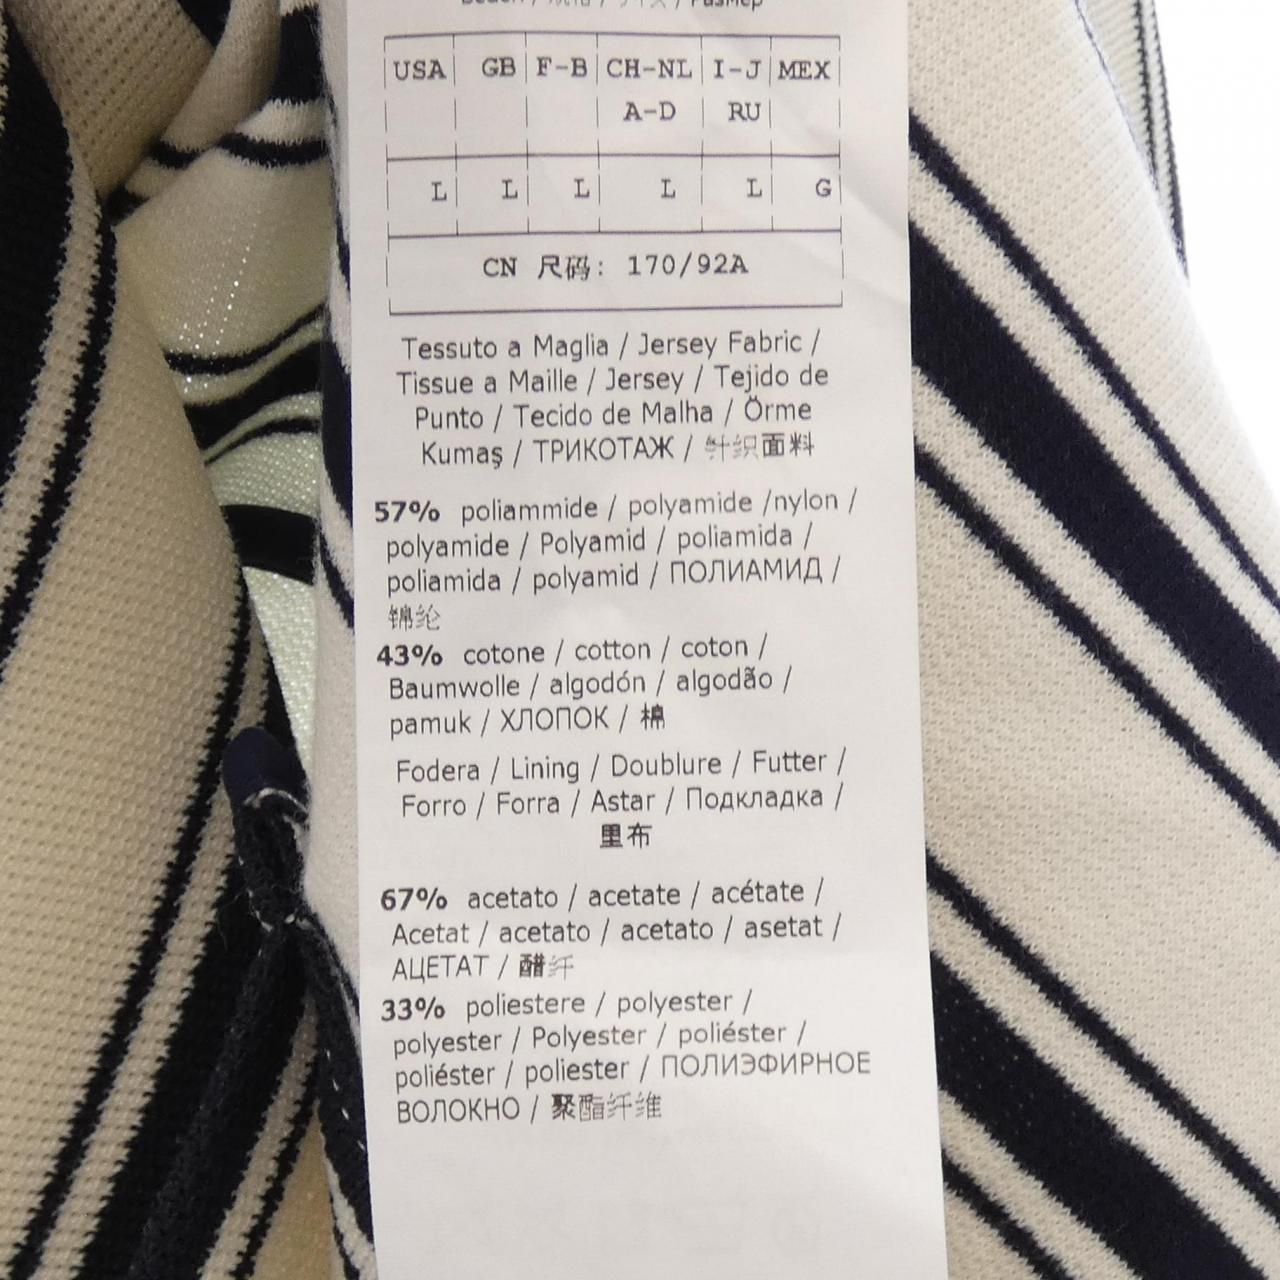 USA GB F-B CH-NL I-J MEX
A-D RU
L L L L L G
CN 尺码: 170/92A
Tessuto a Maglia / Jersey Fabric /
Tissue a Maille / Jersey / Tejido de
Punto / Tecido de Malha / Örme
Kumaş / ТРИКОТАЖ / 针织面料
57% poliammide / polyamide /nylon /
polyamide / Polyamid / poliamida /
poliamida / polyamid / ПОЛИАМИД /
锦纶
43% cotone / cotton / coton /
Baumwolle / algodón / algodão /
pamuk / ХЛОПОК / 棉
Fodera / Lining / Doublure / Futter /
Forro / Forra / Astar / Подкладка /
里布
67% acetato / acetate / acétate /
Acetat / acetato / acetato / asetat /
АЦЕТАТ / 醋纤
33% poliestere / polyester /
polyester / Polyester / poliéster /
poliéster / poliester / ПОЛИЭФИРНОЕ
ВОЛОКНО / 聚酯纤维